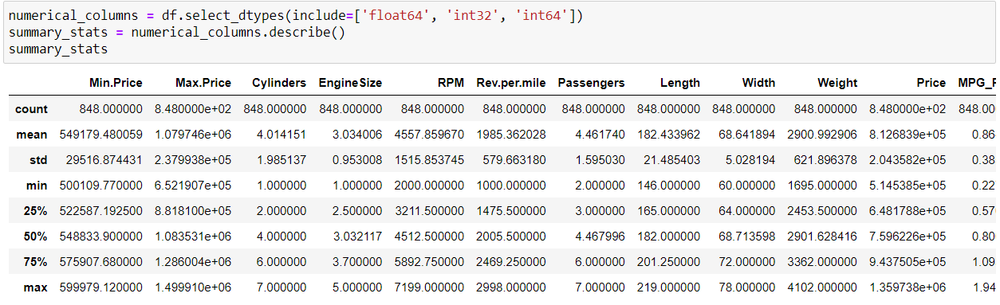 numerical_columns = df.select_dtypes(include=['float64', 'int32', 'int64'])
summary_stats = numerical_columns.describe()
summary_stats
Min.Price Max.Price Cylinders EngineSize RPM Rev.per.mile Passengers Length Width Weight Price MPG_F
count 848.000000 8.480000e+02 848.000000 848.000000 848.000000 848.000000 848.000000 848.000000 848.000000 848.000000 8.480000e+02 848.00
mean 549179.480059 1.079746e+06 4.014151 3.034006 4557.859670 1985.362028 4.461740 182.433962 68.641894 2900.992906 8.126839e+05 0.86
std 29516.874431 2.379938e+05 1.985137 0.953008 1515.853745 579.663180 1.595030 21.485403 5.028194 621.896378 2.043582e+05 0.38
min 500109.770000 6.521907e+05 1.000000 1.000000 2000.000000 1000.000000 2.000000 146.000000 60.000000 1695.000000 5.145385e+05 0.22
25% 522587.192500 8.818100e+05 2.000000 2.500000 3211.500000 1475.500000 3.000000 165.000000 64.000000 2453.500000 6.481788e+05 0.57
50% 548833.900000 1.083531e+06 4.000000 3.032117 4512.500000 2005.500000 4.467996 182.000000 68.713598 2901.628416 7.596226e+05 0.80
75% 575907.680000 1.286004e+06 6.000000 3.700000 5892.750000 2469.250000 6.000000 201.250000 72.000000 3362.000000 9.437505e+05 1.09
max 599979.120000 1.499910e+06 7.000000 5.000000 7199.000000 2998.000000 7.000000 219.000000 78.000000 4102.000000 1.359738e+06 1.94